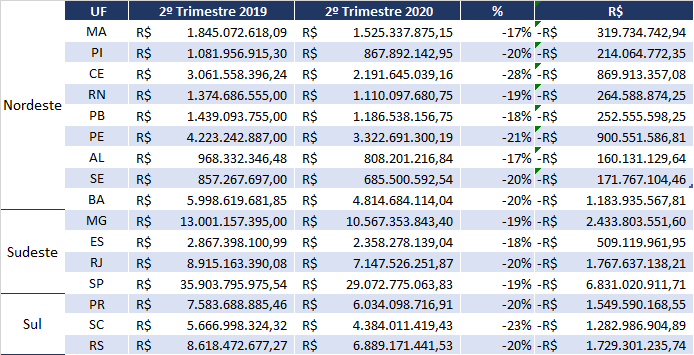 UF 2º Trimestre 2019 2º Trimestre 2020 % R$
MA R$ 1.845.072.618,09 R$ 1.525.337.875,15 -17% -R$ 319.734.742,94
PI R$ 1.081.956.915,30 R$ 867.892.142,95 -20% -R$ 214.064.772,35
CE R$ 3.061.558.396,24 R$ 2.191.645.039,16 -28% -R$ 869.913.357,08
RN R$ 1.374.686.555,00 R$ 1.110.097.680,75 -19% -R$ 264.588.874,25
Nordeste PB R$ 1.439.093.755,00 R$ 1.186.538.156,75 -18% -R$ 252.555.598,25
PE R$ 4.223.242.887,00 R$ 3.322.691.300,19 -21% -R$ 900.551.586,81
AL R$ 968.332.346,48 R$ 808.201.216,84 -17% -R$ 160.131.129,64
SE R$ 857.267.697,00 R$ 685.500.592,54 -20% -R$ 171.767.104,46
BA R$ 5.998.619.681,85 R$ 4.814.684.114,04 -20% -R$ 1.183.935.567,81
MG R$ 13.001.157.395,00 R$ 10.567.353.843,40 -19% -R$ 2.433.803.551,60
Sudeste ES R$ 2.867.398.100,99 R$ 2.358.278.139,04 -18% -R$ 509.119.961,95
RJ R$ 8.915.163.390,08 R$ 7.147.526.251,87 -20% -R$ 1.767.637.138,21
SP R$ 35.903.795.975,54 R$ 29.072.775.063,83 -19% -R$ 6.831.020.911,71
PR R$ 7.583.688.885,46 R$ 6.034.098.716,91 -20% -R$ 1.549.590.168,55
Sul SC R$ 5.666.998.324,32 R$ 4.384.011.419,43 -23% -R$ 1.282.986.904,89
RS R$ 8.618.472.677,27 R$ 6.889.171.441,53 -20% -R$ 1.729.301.235,74